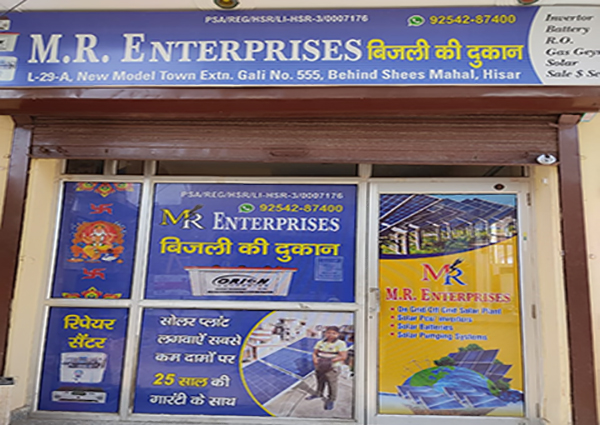 PSA/REG/HSR/LI-HSR-3/0007176
92542-87400
M.R. ENTERPRISES बिजली की दुकान
L-29-A, New Model Town Extn. Gali No. 555, Behind Shees Mahal, Hisar
Invertor
Battery
R.O.
Gas Geys
Solar
Sale $ Se
PSA/REG/HSR/LI-HSR-3/0007176
92542-87400
MR ENTERPRISES
बिजली की दुकान
ORION
रिपेयर
सैंटर
सोलर प्लांट
लगवाऐं सबसे
कम दामों पर
25 साल की
गारंटी के साथ
MR
M.R. ENTERPRISES
On Grid Off Grid Solar Plant
Solar Pcu, Invertors
Solar Batteries
Solar Pumping Systems